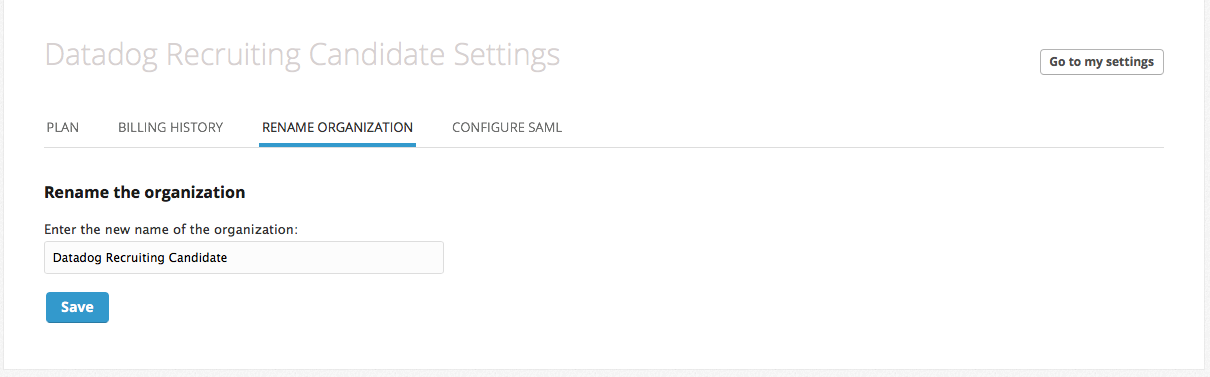 Datadog Recruiting Candidate Settings
Go to my settings
PLAN BILLING HISTORY RENAME ORGANIZATION CONFIGURE SAML
Rename the organization
Enter the new name of the organization:
Datadog Recruiting Candidate
Save